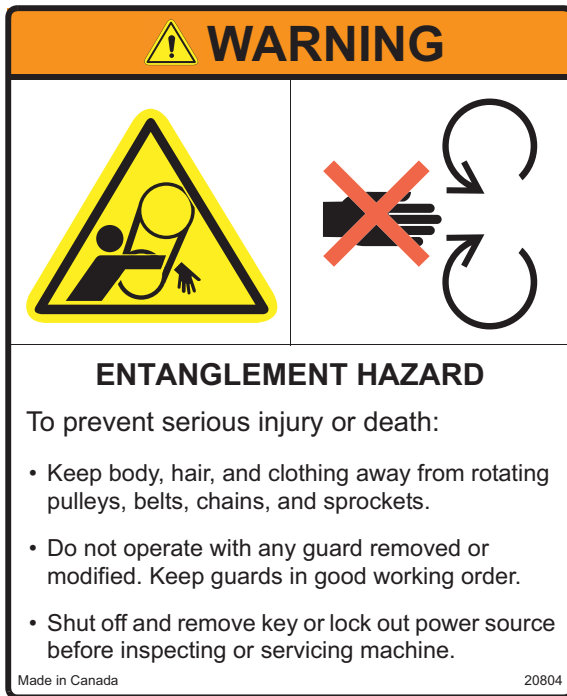 WARNING
ENTANGLEMENT HAZARD
To prevent serious injury or death:
• Keep body, hair, and clothing away from rotating
pulleys, belts, chains, and sprockets.
• Do not operate with any guard removed or
modified. Keep guards in good working order.
• Shut off and remove key or lock out power source
before inspecting or servicing machine.
Made in Canada 20804